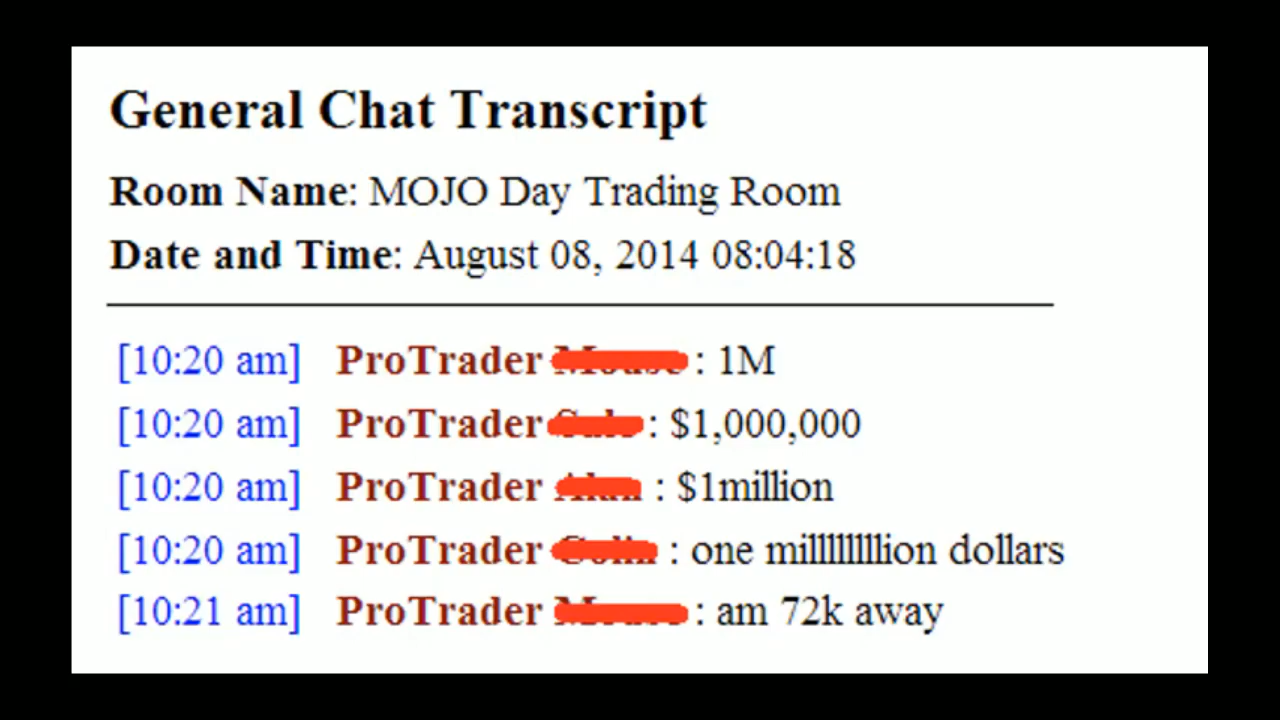 General Chat Transcript
Room Name: MOJO Day Trading Room
Date and Time: August 08, 2014 08:04:18
[10:20 am] ProTrader : 1M
[10:20 am] ProTrader : $1,000,000
[10:20 am] ProTrader : $1million
[10:20 am] ProTrader : one millllllllion dollars
[10:21 am] ProTrader : am 72k away